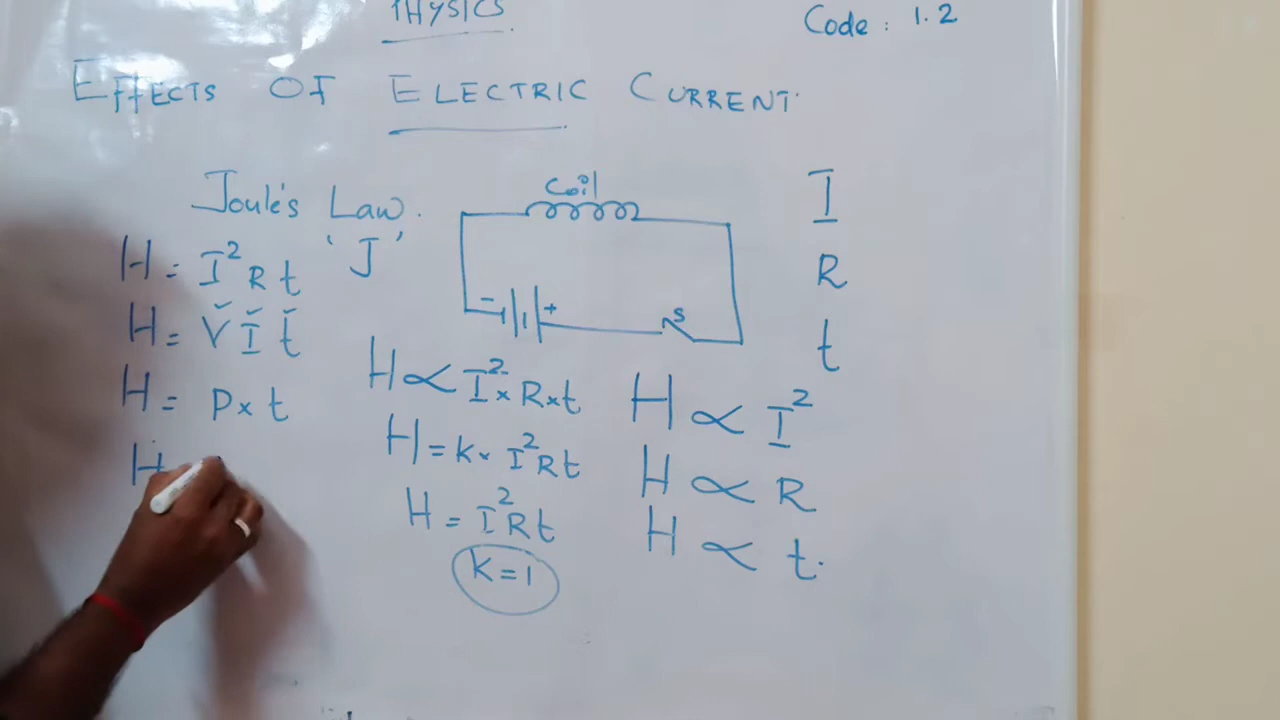 PHYSICS
Code : 1.2
EFFECTS OF ELECTRIC CURRENT
Joule's Law.
'J'
H = I²Rt
H = VIt
H = P×t
H
Coil
- +
S
H ∝ I² × R × t
H = K × I²Rt
H = I²Rt
K = 1
I
R
t
H ∝ I²
H ∝ R
H ∝ t.